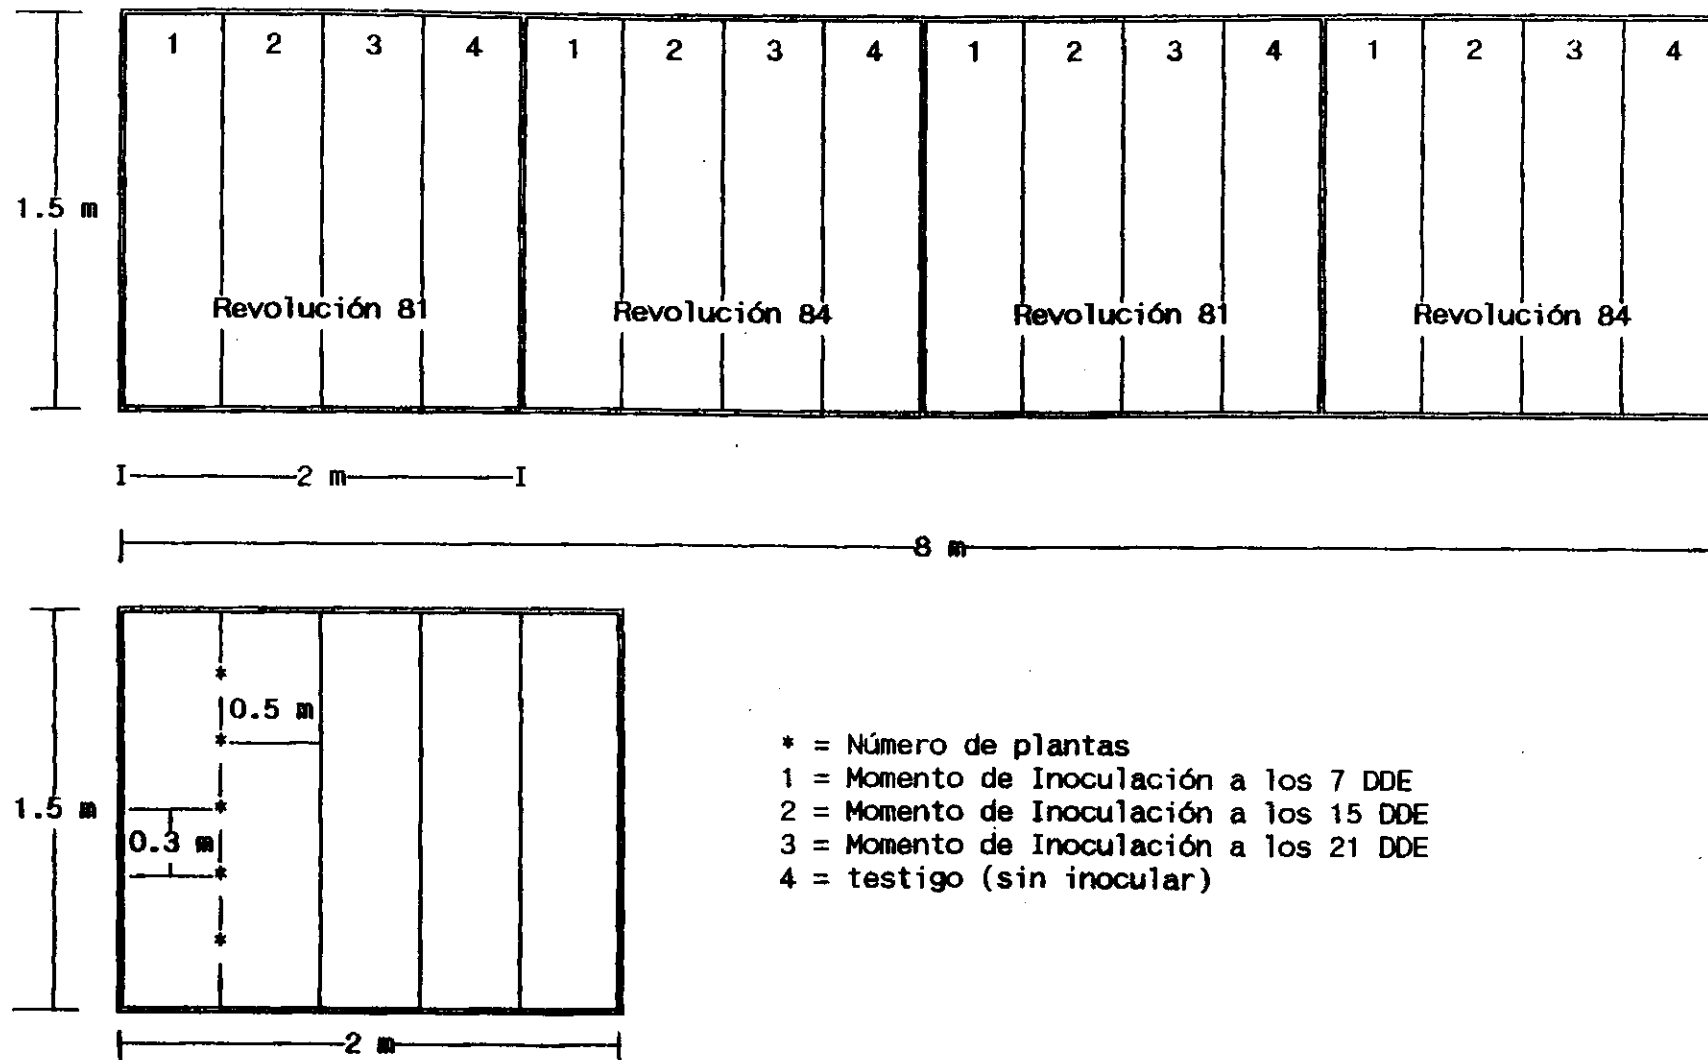 1 2 3 4 1 2 3 4 1 2 3 4 1 2 3 4
1.5 m
Revolución 81 Revolución 84 Revolución 81 Revolución 84
I 2 m I
8 m
*
0.5 m
*
* = Número de plantas
1 = Momento de Inoculación a los 7 DDE
1.5 m *
2 = Momento de Inoculación a los 15 DDE
0.3 m
3 = Momento de Inoculación a los 21 DDE
*
4 = testigo (sin inocular)
*
2 m